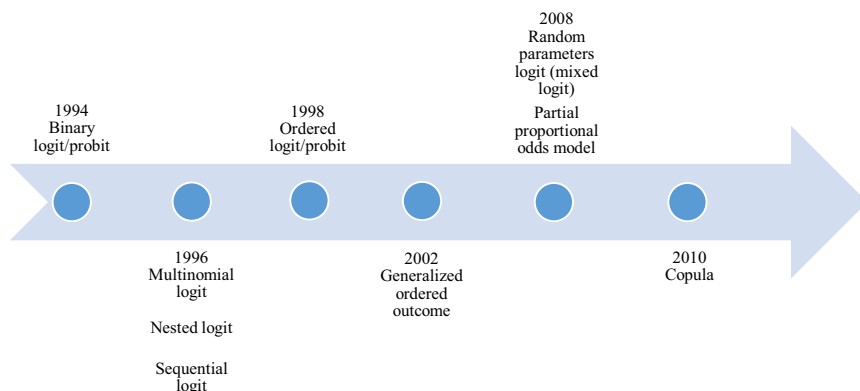 1994
Binary
logit/probit
1996
Multinomial
logit
Nested logit
Sequential
logit
1998
Ordered
logit/probit
2002
Generalized
ordered
outcome
2008
Random
parameters
logit (mixed
logit)
Partial
proportional
odds model
2010
Copula